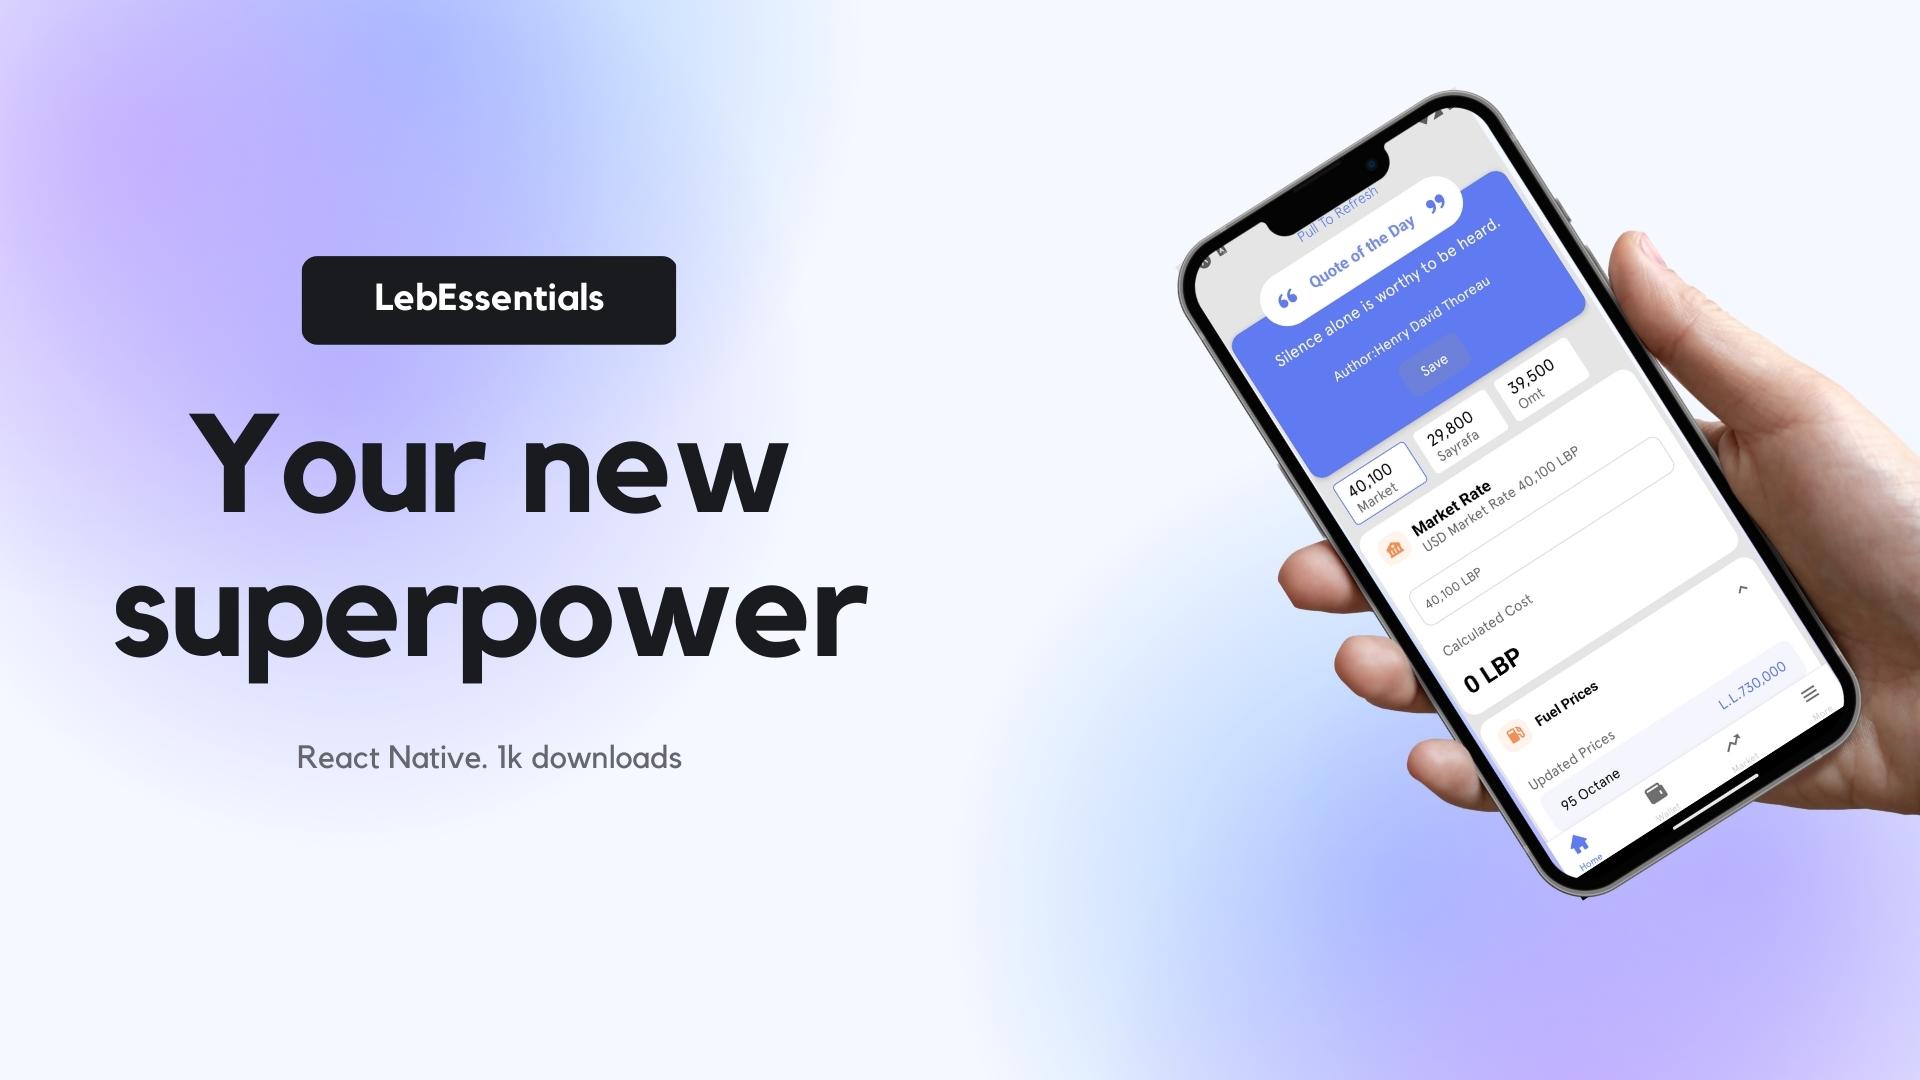 LebEssentials
Your new
superpower
React Native. 1k downloads
Pull To Refresh
Quote of the Day
Silence alone is worthy to be heard.
Author:Henry David Thoreau
Save
40,100
Market
29,800
Sayrafa
39,500
Omt
Market Rate
USD Market Rate 40,100 LBP
40,100 LBP
Calculated Cost
0 LBP
Fuel Prices
Updated Prices
95 Octane
L.L.730,000
Home
Wallet
Market
More